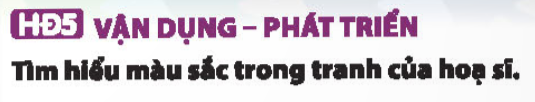 HĐ5 VẬN DỤNG – PHÁT TRIỂN
Tìm hiểu màu sắc trong tranh của hoạ sĩ.